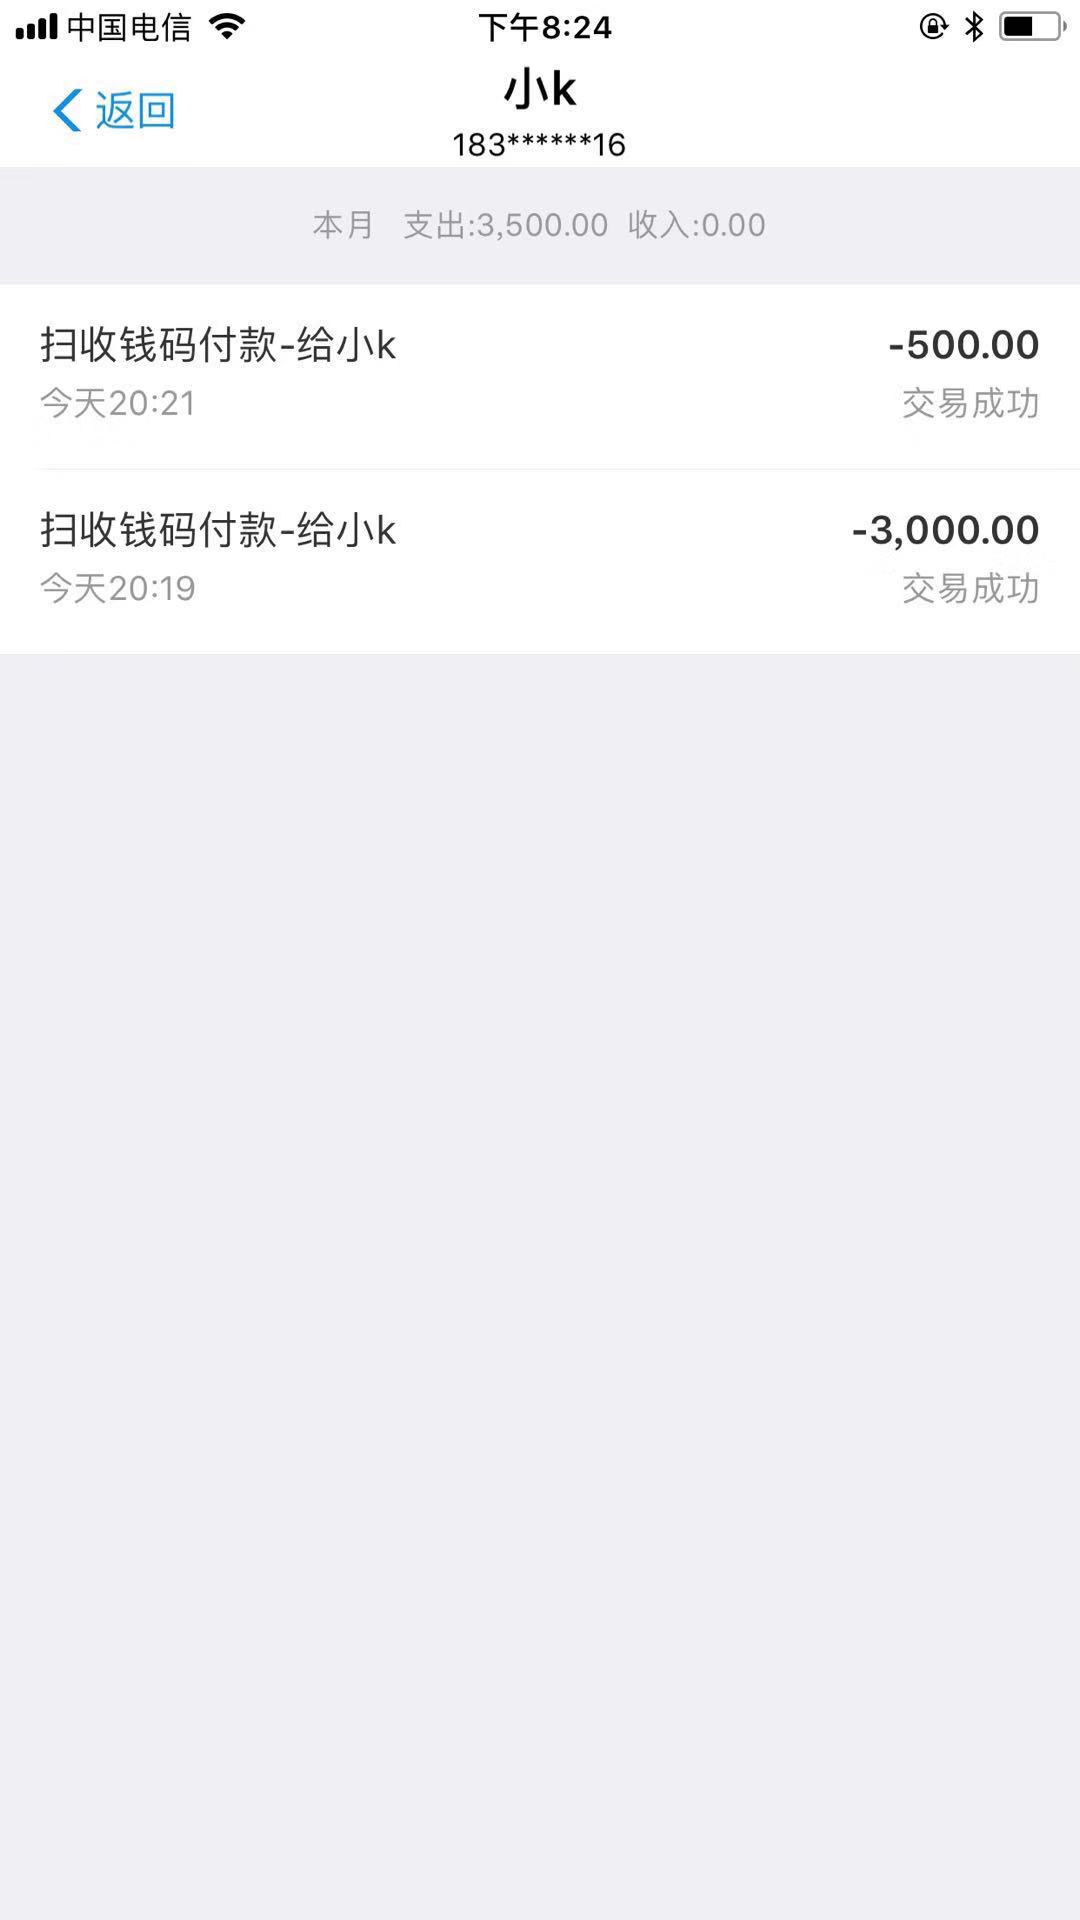 中国电信 下午8:24
返回
小k
183******16
本月 支出:3,500.00 收入:0.00
扫收钱码付款-给小k -500.00
今天20:21 交易成功
扫收钱码付款-给小k -3,000.00
今天20:19 交易成功